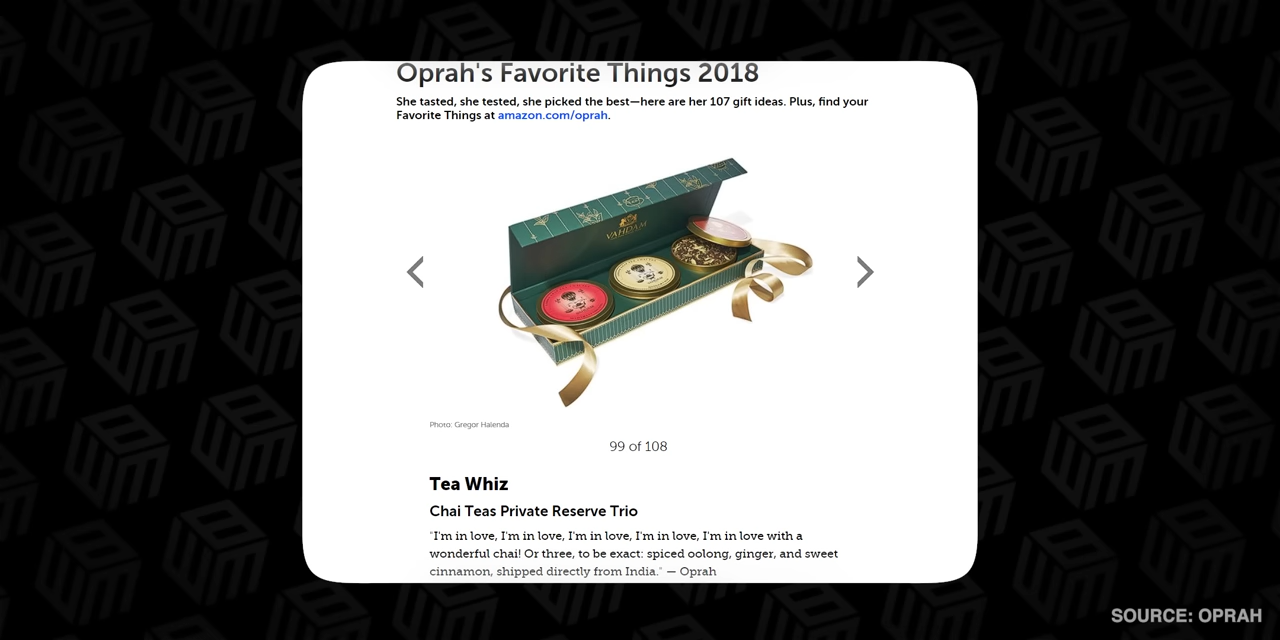 Oprah's Favorite Things 2018
She tasted, she tested, she picked the best—here are her 107 gift ideas. Plus, find your
Favorite Things at amazon.com/oprah.
VAHDAM
Photo: Gregor Halenda
99 of 108
Tea Whiz
Chai Teas Private Reserve Trio
"I'm in love, I'm in love, I'm in love, I'm in love, I'm in love with a
wonderful chai! Or three, to be exact: spiced oolong, ginger, and sweet
cinnamon, shipped directly from India." — Oprah
SOURCE: OPRAH